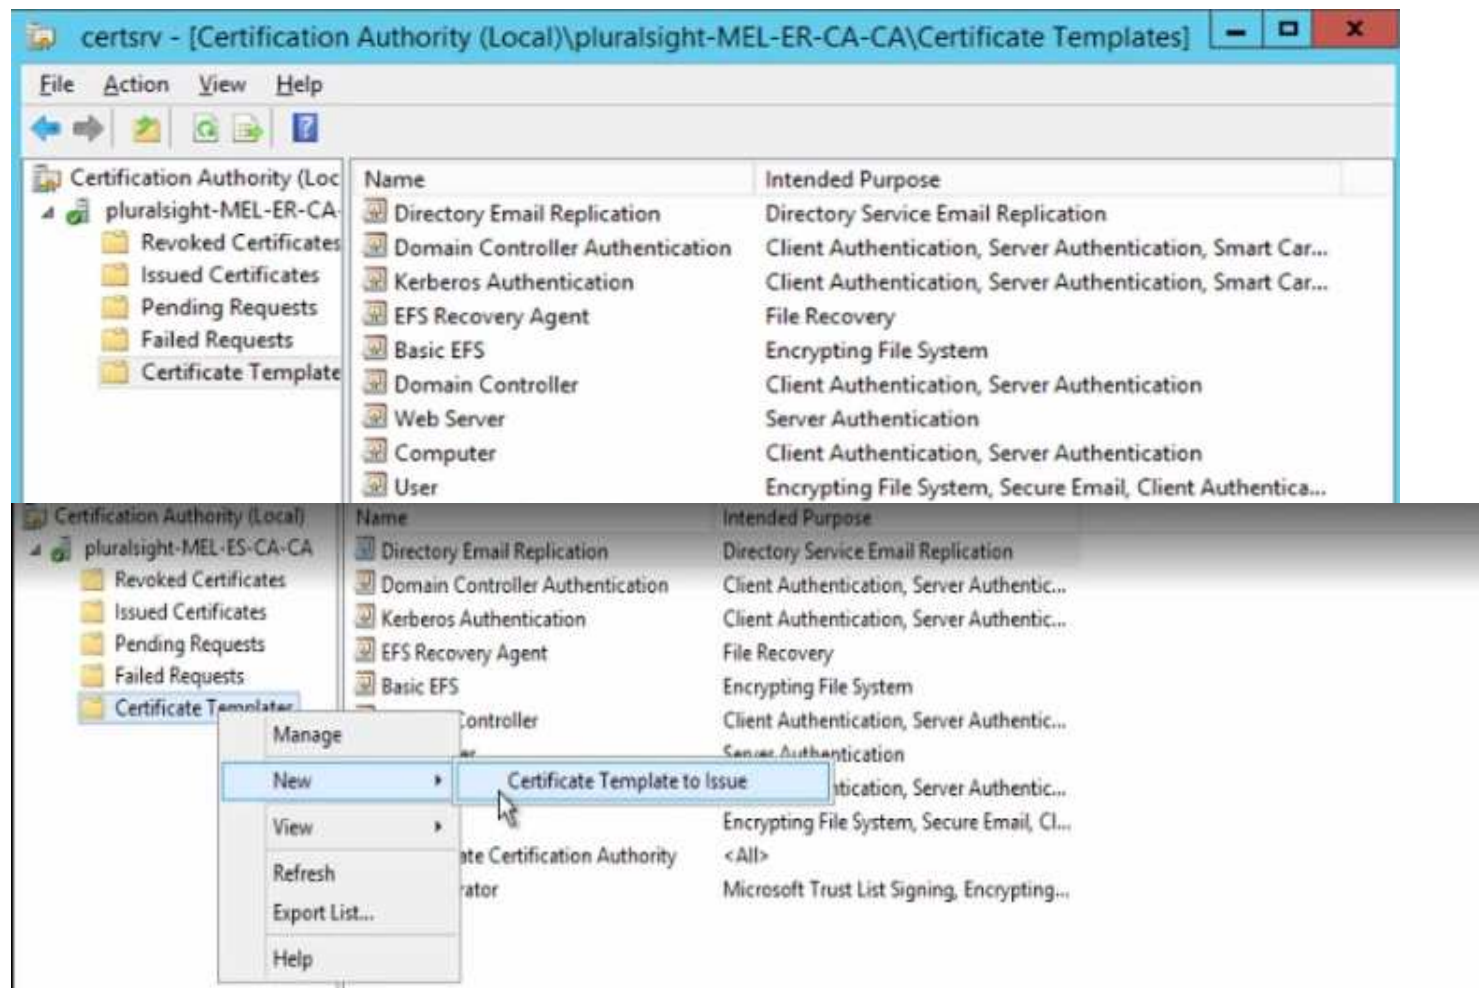 certsrv - [Certification Authority (Local)\pluralsight-MEL-ER-CA-CA\Certificate Templates]
File Action View Help
Certification Authority (Loc Name Intended Purpose
pluralsight-MEL-ER-CA- Directory Email Replication Directory Service Email Replication
Revoked Certificates Domain Controller Authentication Client Authentication, Server Authentication, Smart Car...
Issued Certificates Kerberos Authentication Client Authentication, Server Authentication, Smart Car...
Pending Requests EFS Recovery Agent File Recovery
Failed Requests Basic EFS Encrypting File System
Certificate Template Domain Controller Client Authentication, Server Authentication
Web Server Server Authentication
Computer Client Authentication, Server Authentication
User Encrypting File System, Secure Email, Client Authentica...
Certification Authority (Local) Name Intended Purpose
pluralsight-MEL-ES-CA-CA Directory Email Replication Directory Service Email Replication
Revoked Certificates Domain Controller Authentication Client Authentication, Server Authentic...
Issued Certificates Kerberos Authentication Client Authentication, Server Authentic...
Pending Requests EFS Recovery Agent File Recovery
Failed Requests Basic EFS Encrypting File System
Certificate Templates Controller Client Authentication, Server Authentic...
Manage er Server Authentication
New Certificate Template to Issue tication, Server Authentic...
View Encrypting File System, Secure Email, Cl...
ate Certification Authority <All>
Refresh rator Microsoft Trust List Signing, Encrypting...
Export List...
Help